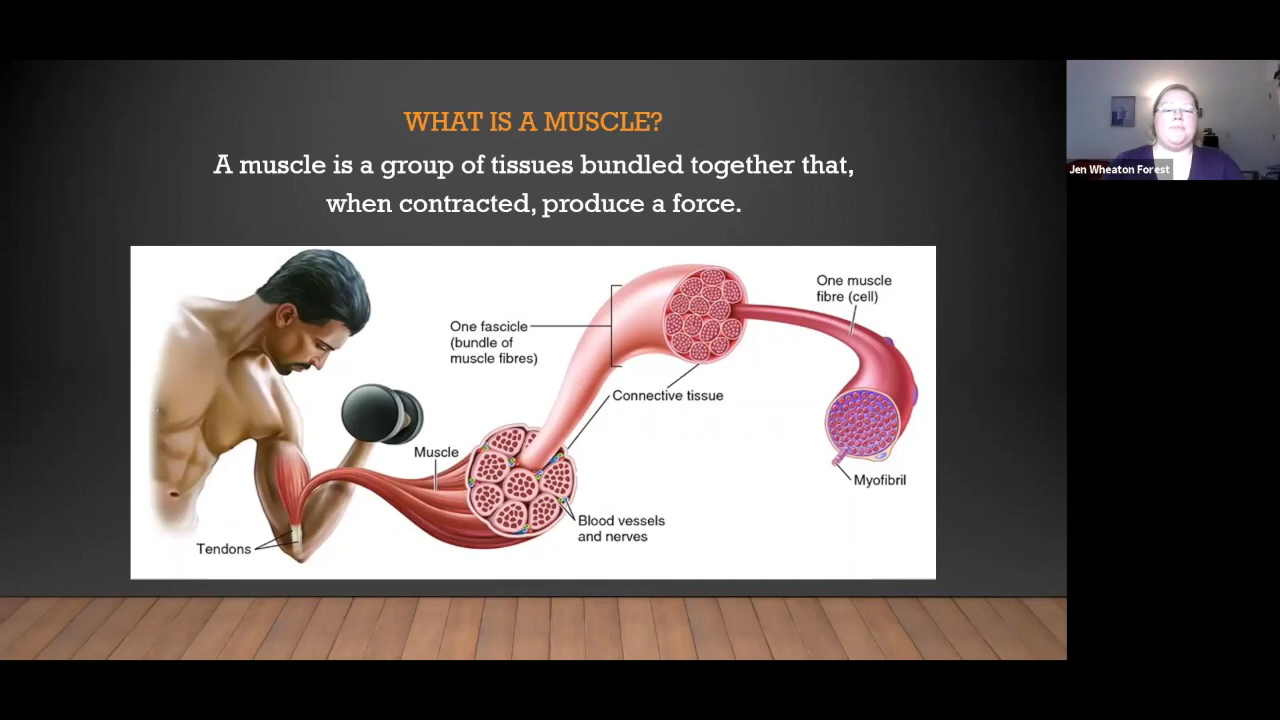 WHAT IS A MUSCLE?
A muscle is a group of tissues bundled together that,
when contracted, produce a force.
Jen Wheaton Forest
One muscle
fibre (cell)
One fascicle
(bundle of
muscle fibres)
Connective tissue
Muscle
Myofibril
Blood vessels
and nerves
Tendons